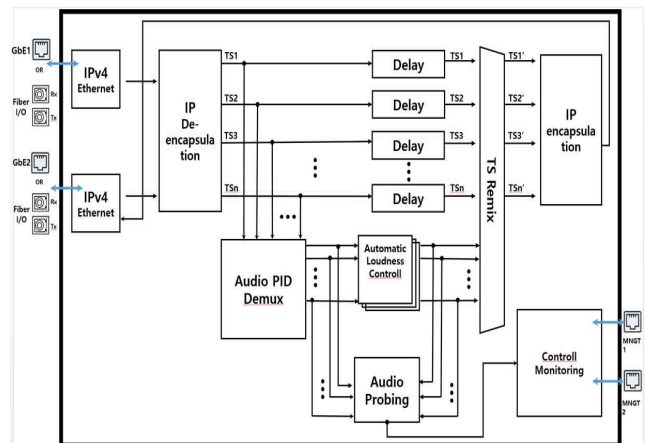 GbE1
OR
Fiber
I/O
Rx
Tx
IPv4
Ethernet
GbE2
OR
Fiber
I/O
Rx
Tx
IPv4
Ethernet
IP
De-
encapsula
tion
TS1
TS2
TS3
TSn
Delay
Delay
Delay
Delay
TS1
TS2
TS3
TSn
TS Remix
TS1'
TS2'
TS3'
TSn'
IP
encapsula
tion
Audio PID
Demux
Automatic
Loudness
Controll
Audio
Probing
Controll
Monitoring
MNGT
1
MNGT
2